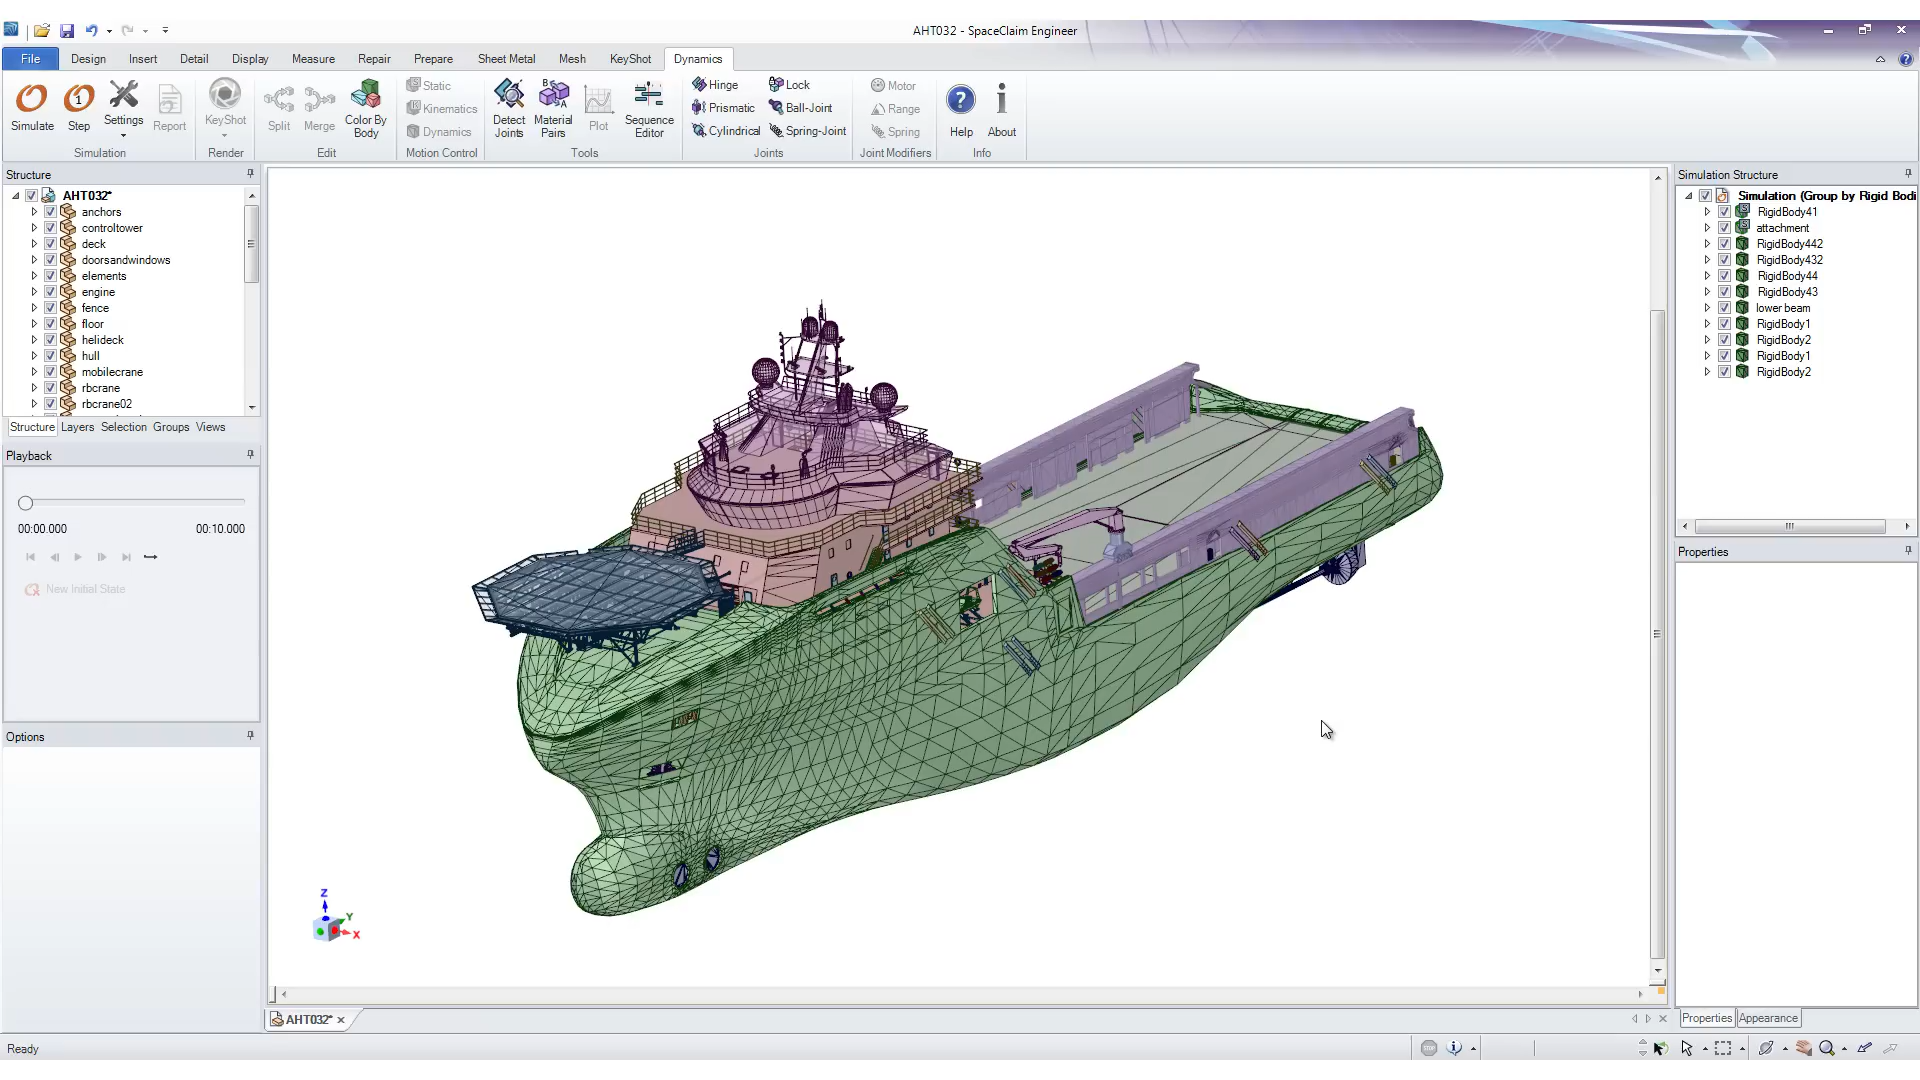 AHT032 - SpaceClaim Engineer
File Design Insert Detail Display Measure Repair Prepare Sheet Metal Mesh KeyShot Dynamics
Simulate
Step
Settings
Report
Simulation
KeyShot
Render
Split
Merge
Color By
Body
Edit
Static
Kinematics
Dynamics
Motion Control
Detect
Joints
Material
Pairs
Plot
Sequence
Editor
Tools
Hinge
Prismatic
Cylindrical
Lock
Ball-Joint
Spring-Joint
Joints
Motor
Range
Spring
Joint Modifiers
Help
About
Info
Structure
AHT032*
anchors
controltower
deck
doorsandwindows
elements
engine
fence
floor
helideck
hull
mobilecrane
rbcrane
rbcrane02
Structure Layers Selection Groups Views
Playback
00:00.000 00:10.000
New Initial State
Options
Z
Y
X
AHT032*
Simulation Structure
Simulation (Group by Rigid Bodi
RigidBody41
attachment
RigidBody442
RigidBody432
RigidBody44
RigidBody43
lower beam
RigidBody1
RigidBody2
RigidBody1
RigidBody2
Properties
Properties Appearance
Ready